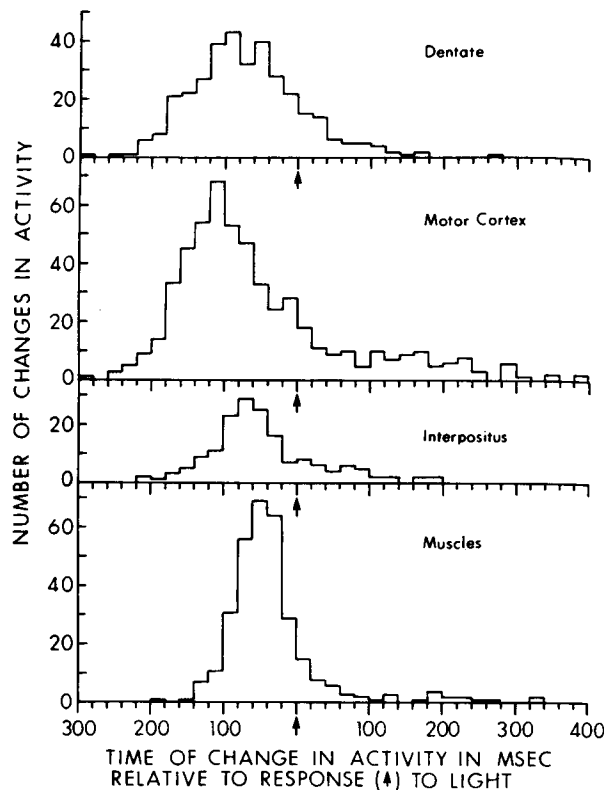 NUMBER OF CHANGES IN ACTIVITY
40
20
0
Dentate
60
40
20
0
Motor Cortex
20
0
Interpositus
60
40
20
0
Muscles
300 200 100 100 200 300 400
TIME OF CHANGE IN ACTIVITY IN MSEC
RELATIVE TO RESPONSE (↑) TO LIGHT